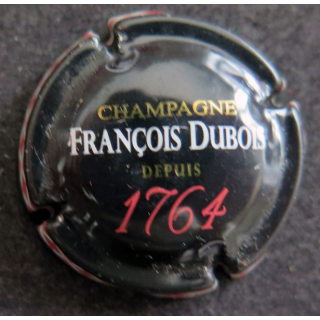 CHAMPAGNE
FRANÇOIS DUBOIS
DEPUIS
1764